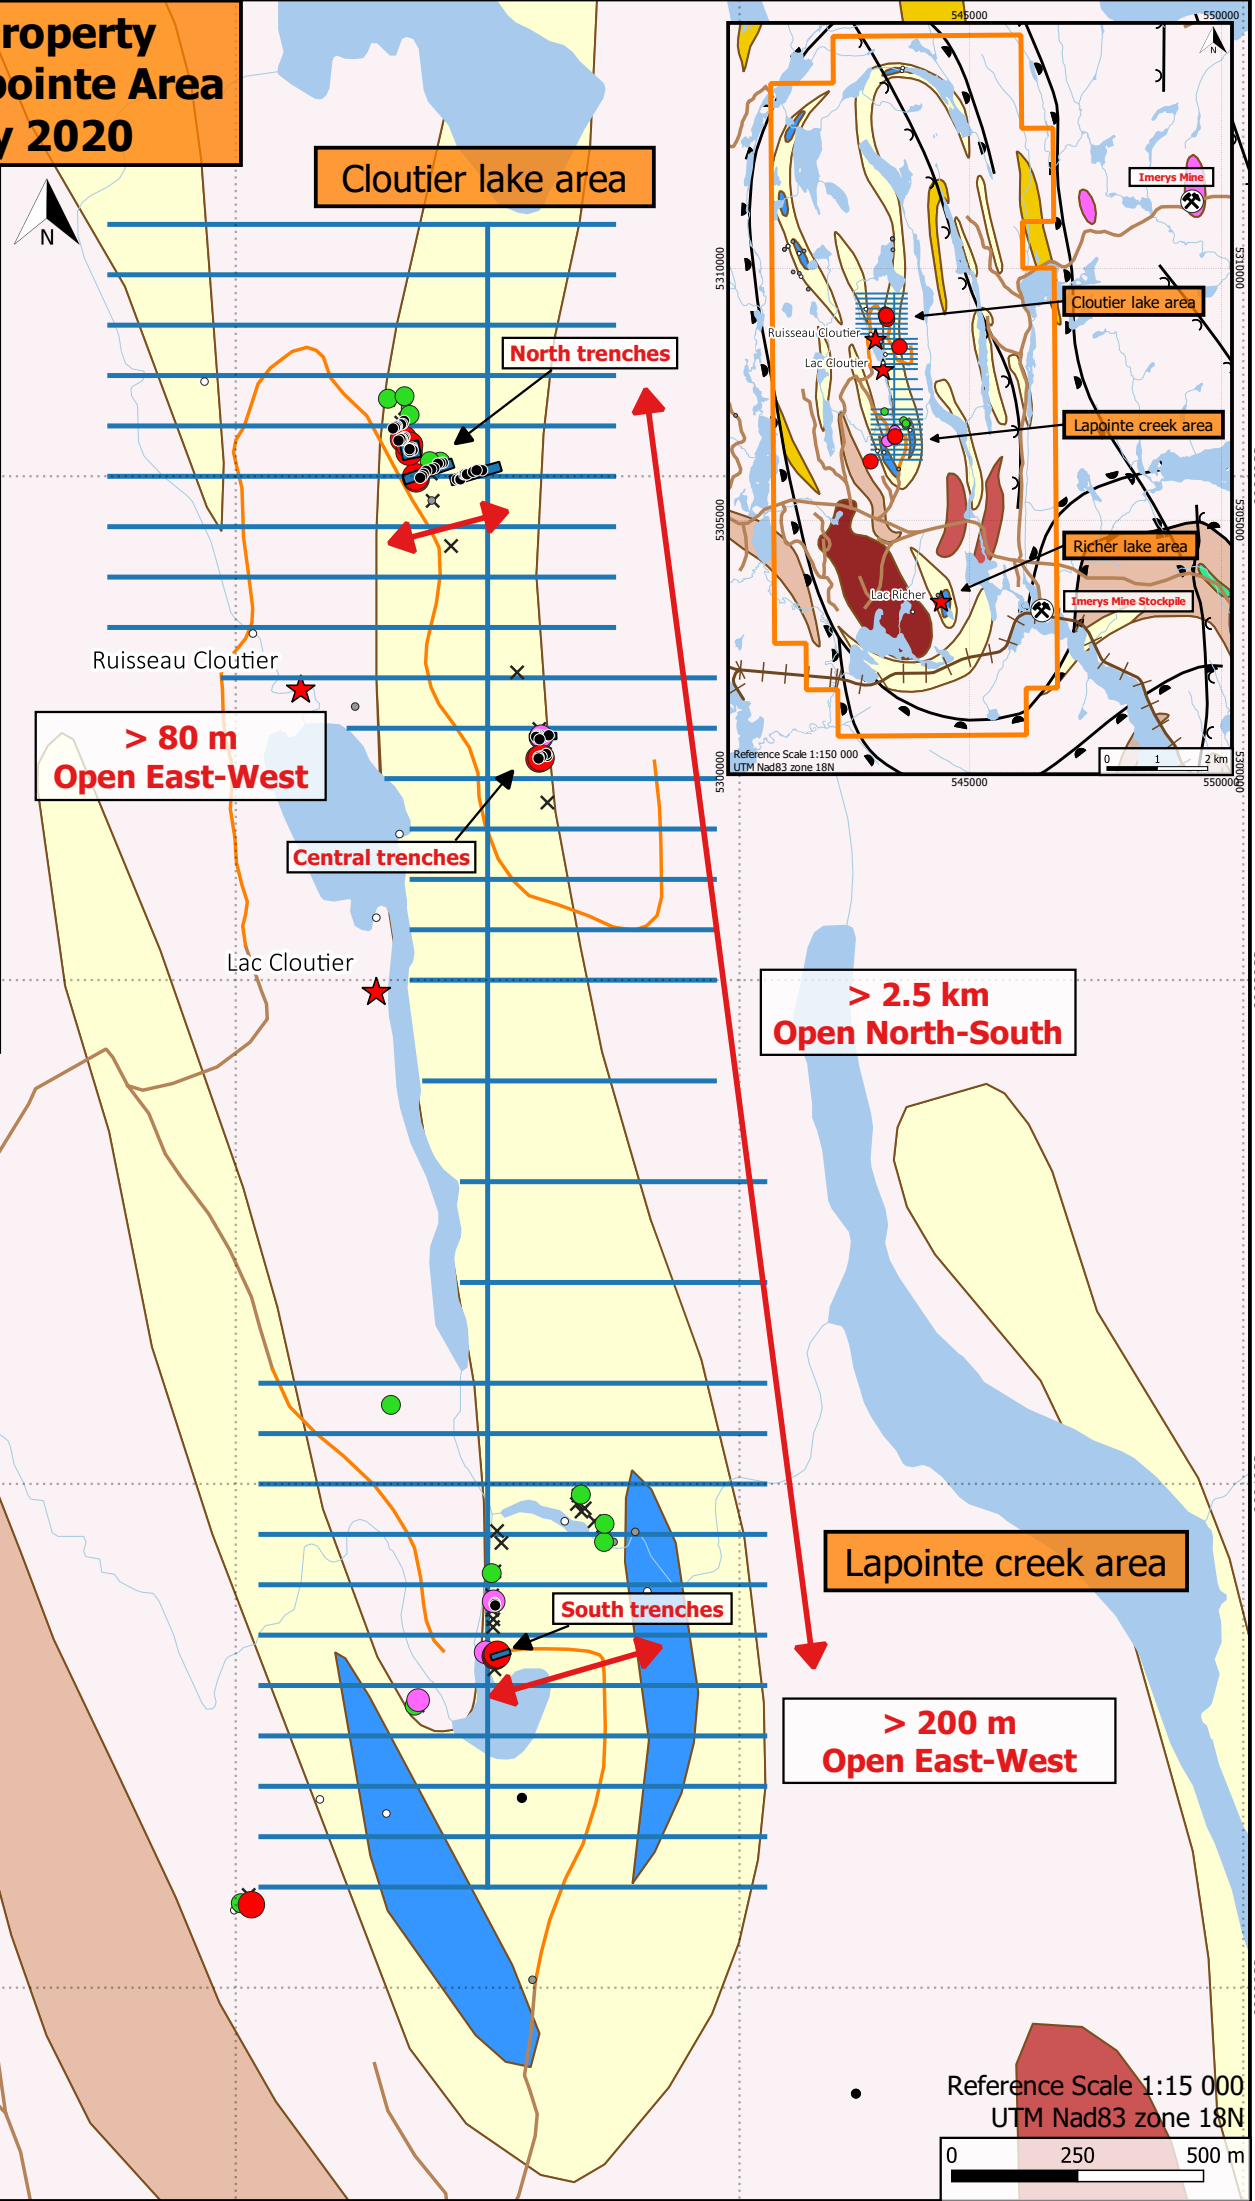 roperty
pointe Area
y 2020
N
Cloutier lake area
North trenches
Ruisseau Cloutier
> 80 m
Open East-West
Central trenches
Lac Cloutier
> 2.5 km
Open North-South
Lapointe creek area
South trenches
> 200 m
Open East-West
Reference Scale 1:15 000
UTM Nad83 zone 18N
0 250 500 m
545000 550000
N
Imerys Mine
5310000 5310000
Cloutier lake area
Ruisseau Cloutier
Lac Cloutier
Lapointe creek area
5305000 5305000
Richer lake area
Lac Richer
Imerys Mine Stockpile
5300000 5300000
Reference Scale 1:150 000
UTM Nad83 zone 18N
0 1 2 km
545000 550000